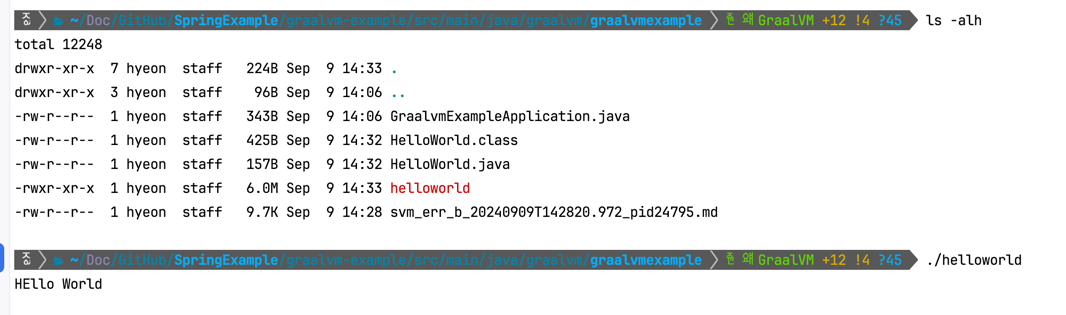 ~/Doc/GitHub/SpringExample/graalvm-example/src/main/java/graalvm/graalvmexample GraalVM +12 !4 ?45 ls -alh
total 12248
drwxr-xr-x 7 hyeon staff 224B Sep 9 14:33 .
drwxr-xr-x 3 hyeon staff 96B Sep 9 14:06 ..
-rw-r--r-- 1 hyeon staff 343B Sep 9 14:06 GraalvmExampleApplication.java
-rw-r--r-- 1 hyeon staff 425B Sep 9 14:32 HelloWorld.class
-rw-r--r-- 1 hyeon staff 157B Sep 9 14:32 HelloWorld.java
-rwxr-xr-x 1 hyeon staff 6.0M Sep 9 14:33 helloworld
-rw-r--r-- 1 hyeon staff 9.7K Sep 9 14:28 svm_err_b_20240909T142820.972_pid24795.md
~/Doc/GitHub/SpringExample/graalvm-example/src/main/java/graalvm/graalvmexample GraalVM +12 !4 ?45 ./helloworld
HEllo World